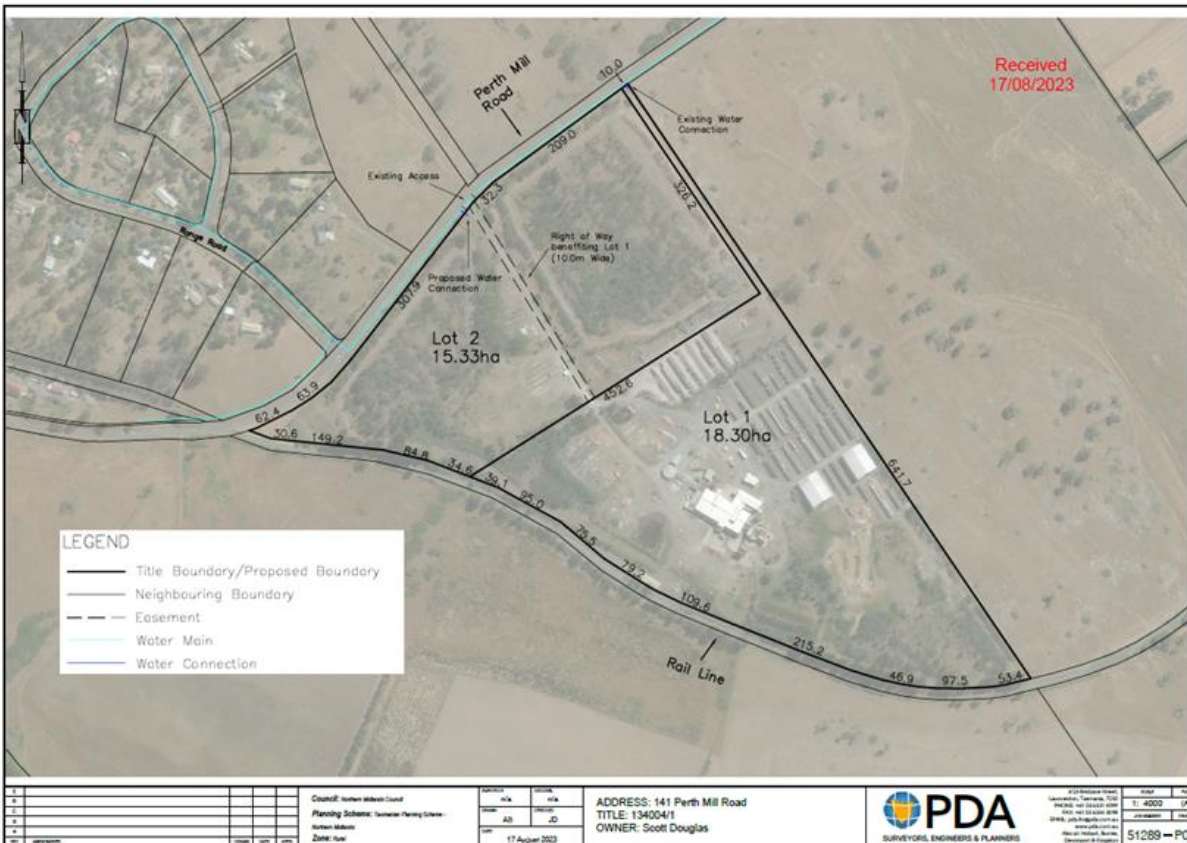 Received
17/08/2023
Perth Mill
Road
10.0
Existing Water
Connection
209.0
326.2
Existing Access
32.3
Right of Way
benefiting Lot 1
(10.0m Wide)
Range Road
Proposed Water
Connection
307.9
Lot 2
15.33ha
452.6
Lot 1
18.30ha
641.7
63.9
62.4
30.6
149.2
84.8
34.6
39.1
95.0
75.5
79.2
109.6
215.2
46.9
97.5
53.4
Rail Line
LEGEND
Title Boundary/Proposed Boundary
Neighbouring Boundary
Easement
Water Main
Water Connection
Council: Northern Midlands Council
Planning Scheme: Tasmanian Planning Scheme -
Northern Midlands
Zone: Rural
n/a
n/a
AB
JD
17 August 2023
ADDRESS: 141 Perth Mill Road
TITLE: 134004/1
OWNER: Scott Douglas
PDA
SURVEYORS, ENGINEERS & PLANNERS
1: 4000
51289